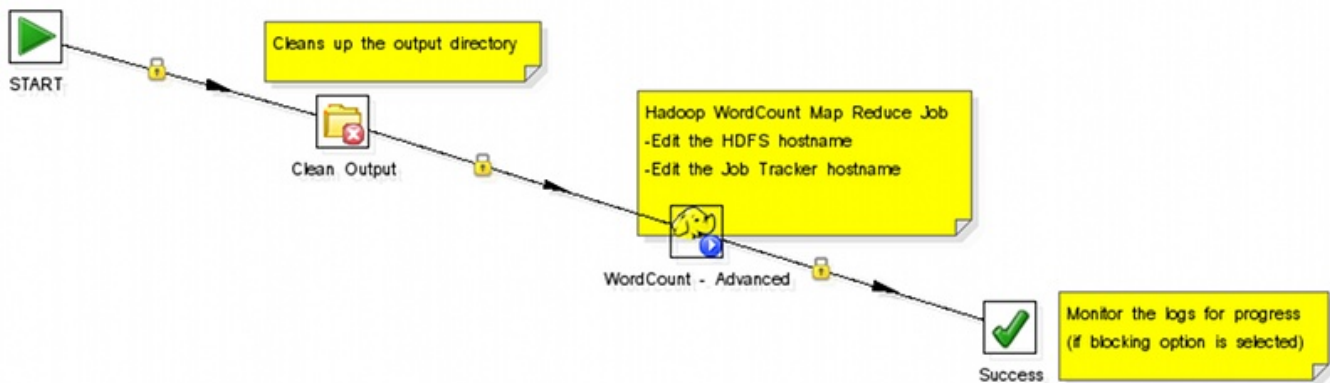 START
Cleans up the output directory
Clean Output
Hadoop WordCount Map Reduce Job
-Edit the HDFS hostname
-Edit the Job Tracker hostname
WordCount - Advanced
Success
Monitor the logs for progress
(if blocking option is selected)